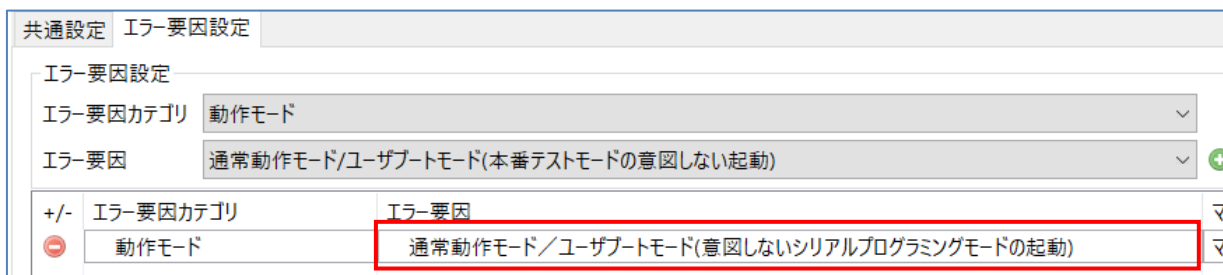 共通設定 エラー要因設定
エラー要因設定
エラー要因カテゴリ 動作モード
エラー要因 通常動作モード/ユーザブートモード(本番テストモードの意図しない起動)
+/- エラー要因カテゴリ エラー要因
動作モード 通常動作モード／ユーザブートモード(意図しないシリアルプログラミングモードの起動)